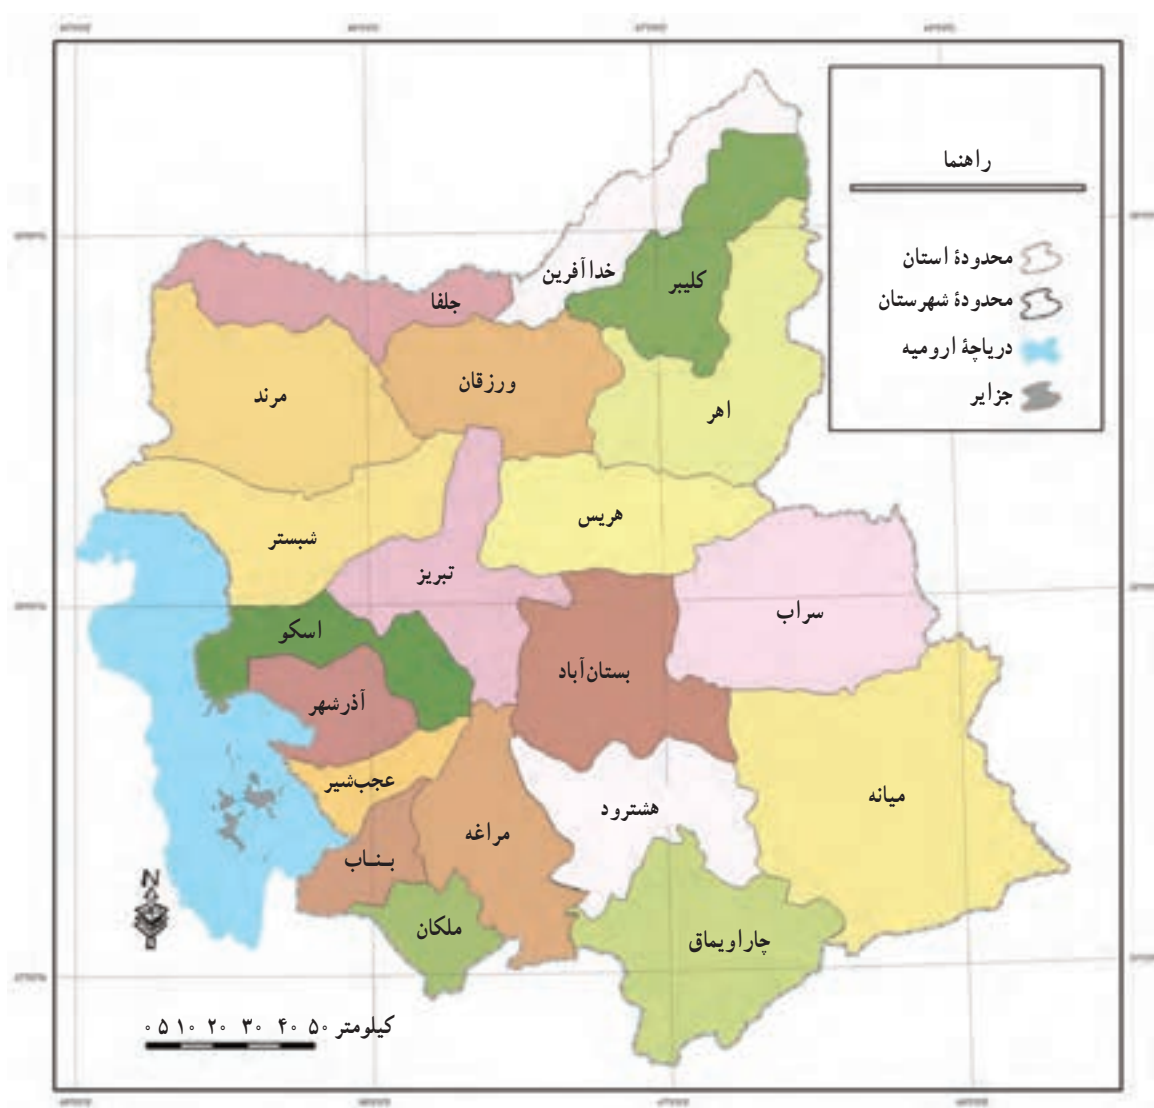 راهنما
محدودهٔ استان
محدودهٔ شهرستان
دریاچهٔ ارومیه
جزایر
خداآفرین
کلیبر
جلفا
ورزقان
مرند
اهر
هریس
شبستر
تبریز
سراب
اسکو
بستان‌آباد
آذرشهر
عجب‌شیر
میانه
هشترود
مراغه
بنـاب
ملکان
چاراویماق
N
۰ ۵ ۱۰ ۲۰ ۳۰ ۴۰ ۵۰ کیلومتر